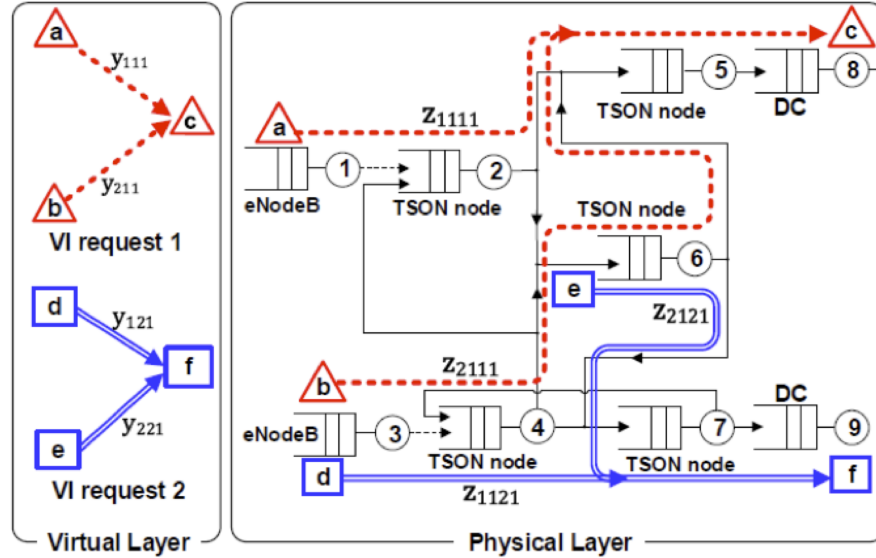 a
y₁₁₁
c
y₂₁₁
b
VI request 1
d
y₁₂₁
f
e
y₂₂₁
VI request 2
Virtual Layer
c
5
8
TSON node
DC
z₁₁₁₁
a
1
2
eNodeB
TSON node
TSON node
6
e
z₂₁₂₁
z₂₁₁₁
b
DC
3
4
7
9
eNodeB
TSON node
TSON node
d
f
z₁₁₂₁
Physical Layer